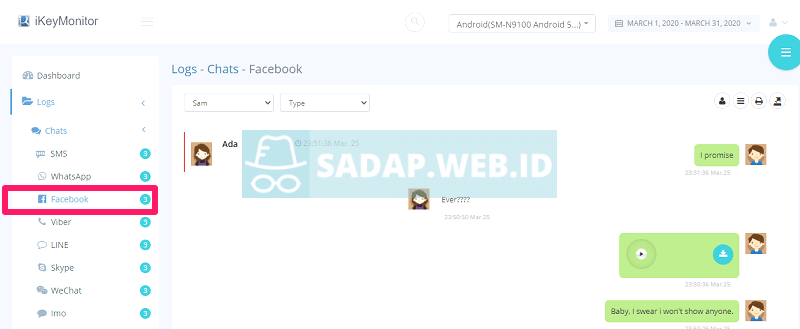 iKeyMonitor
Android(SM-N9100 Android 5...)
MARCH 1, 2020 - MARCH 31, 2020
Dashboard
Logs
Chats
SMS 3
WhatsApp 3
Facebook 3
Viber 3
LINE 3
Skype 3
WeChat 3
Imo 3
Logs - Chats - Facebook
Sam
Type
Ada
23:51:36 Mar. 25
SADAP.WEB.ID
I promise
23:51:36 Mar.25
Ever????
23:50:50 Mar.25
23:50:36 Mar.25
Baby, I swear i won't show anyone.